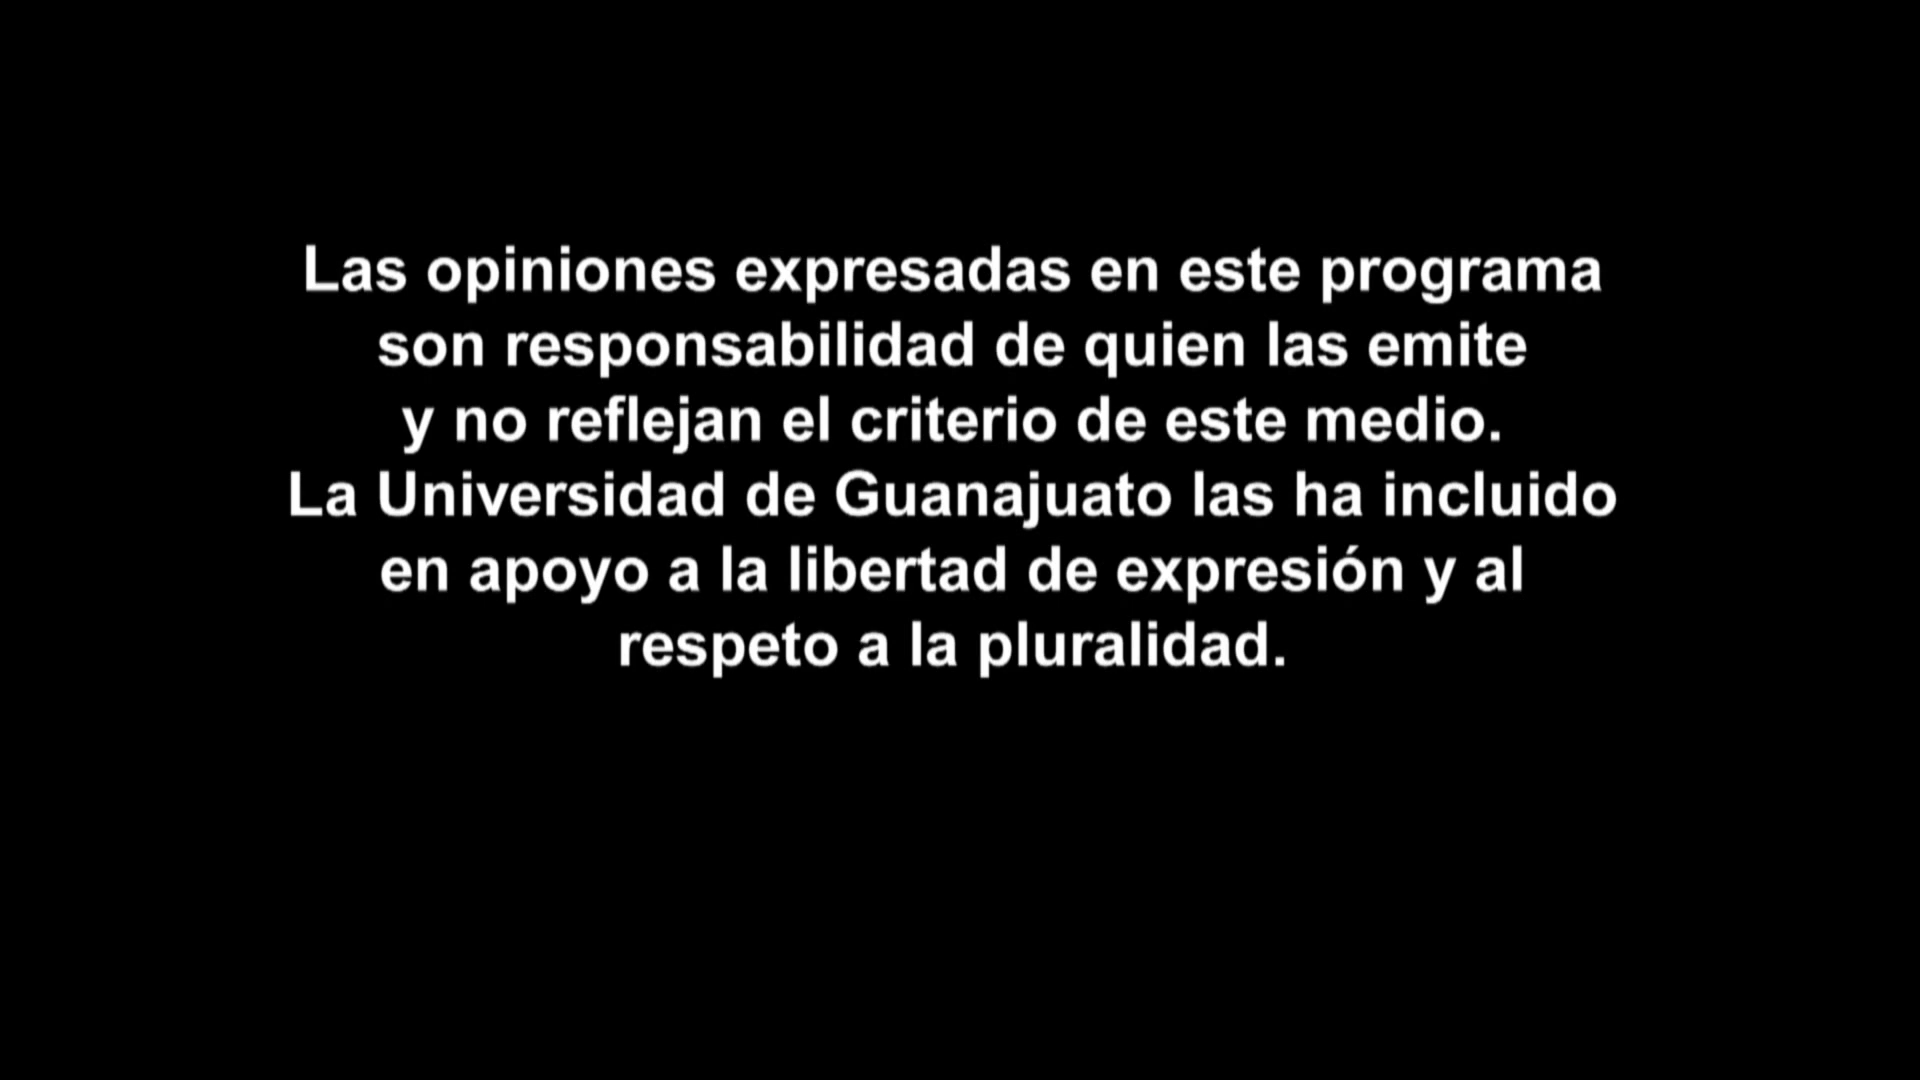 Las opiniones expresadas en este programa
son responsabilidad de quien las emite
y no reflejan el criterio de este medio.
La Universidad de Guanajuato las ha incluido
en apoyo a la libertad de expresión y al
respeto a la pluralidad.